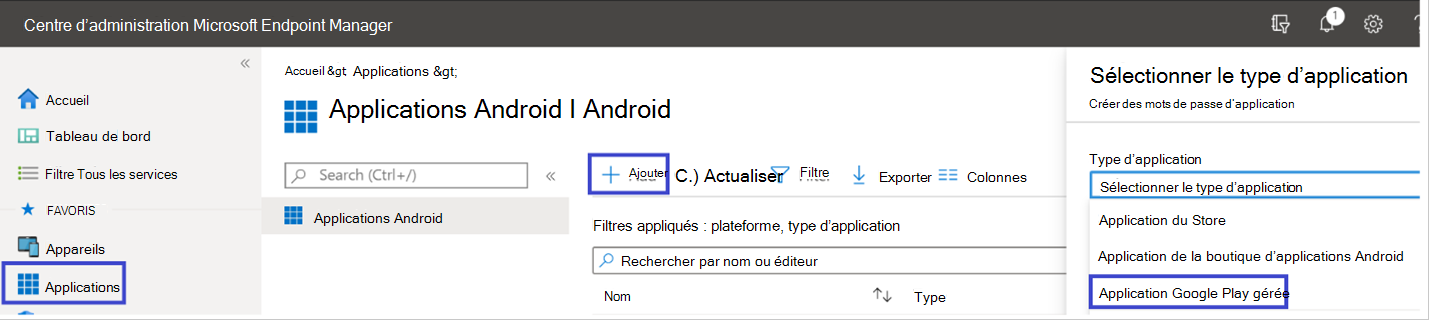 Centre d’administration Microsoft Endpoint Manager
1
«
Accueil
Tableau de bord
Filtre Tous les services
FAVORIS
Appareils
Applications
Accueil &gt Applications &gt;
Applications Android I Android
Search (Ctrl+/)
«
Applications Android
Ajouter
C.) Actualiser
Filtre
Exporter
Colonnes
Filtres appliqués : plateforme, type d’application
Rechercher par nom ou éditeur
Nom
Type
Sélectionner le type d’application
Créer des mots de passe d’application
Type d’application
Sélectionner le type d’application
Application du Store
Application de la boutique d’applications Android
Application Google Play gérée